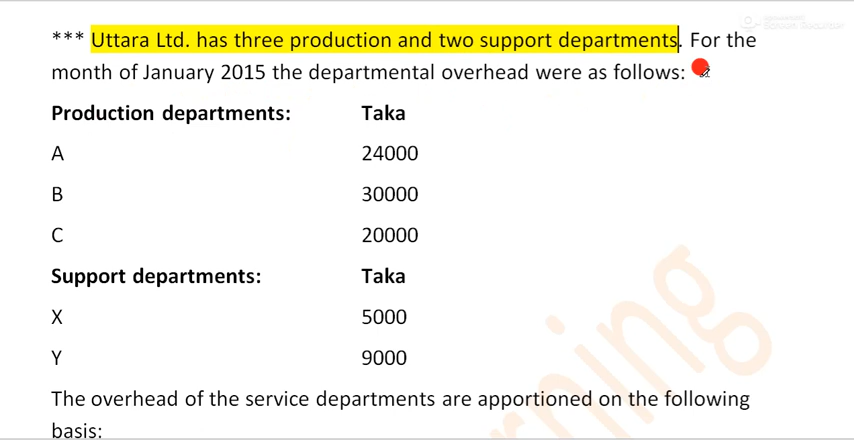 *** Uttara Ltd. has three production and two support departments. For the
month of January 2015 the departmental overhead were as follows:
Production departments: Taka
A 24000
B 30000
C 20000
Support departments: Taka
X 5000
Y 9000
The overhead of the service departments are apportioned on the following
basis: